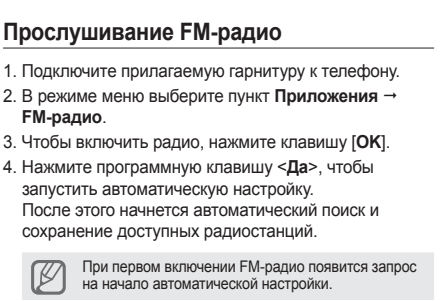 Прослушивание FM-радио
1. Подключите прилагаемую гарнитуру к телефону.
2. В режиме меню выберите пункт Приложения →
FM-радио.
3. Чтобы включить радио, нажмите клавишу [OK].
4. Нажмите программную клавишу <Да>, чтобы
запустить автоматическую настройку.
После этого начнется автоматический поиск и
сохранение доступных радиостанций.
При первом включении FM-радио появится запрос
на начало автоматической настройки.